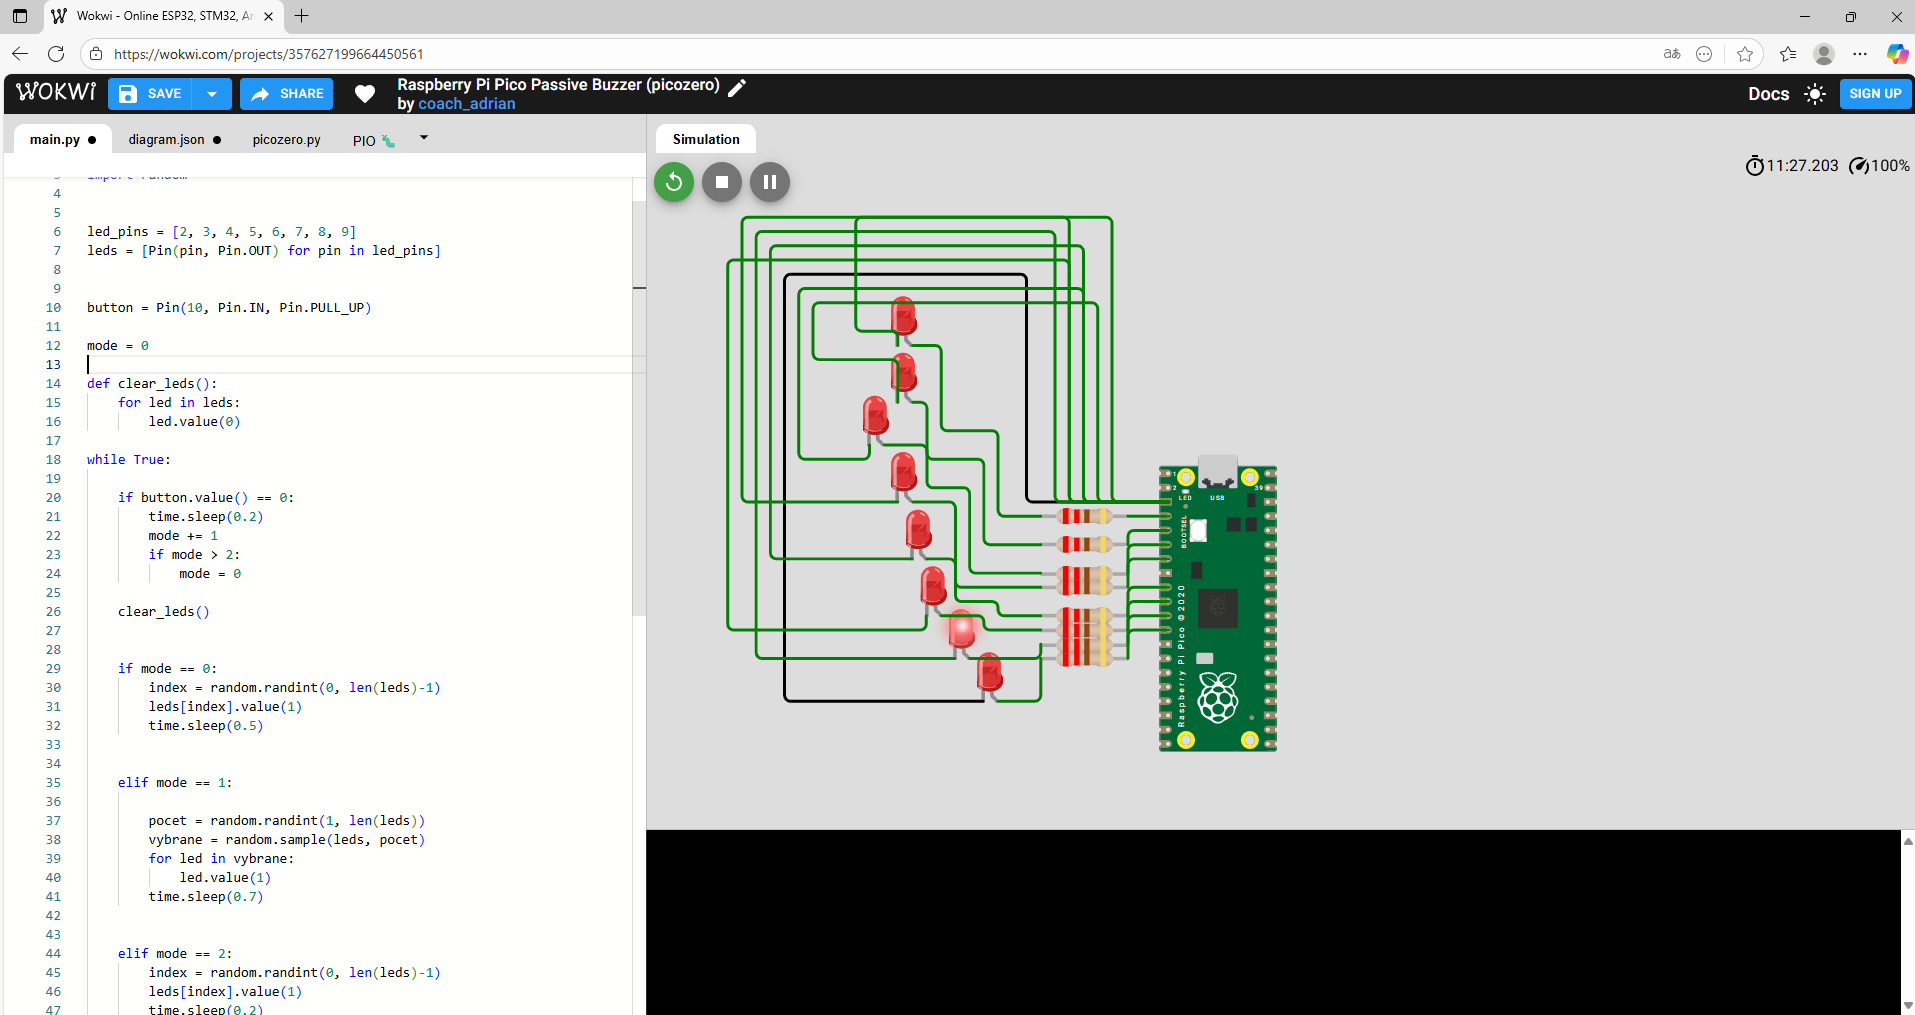 Wokwi - Online ESP32, STM32, Ar
https://wokwi.com/projects/357627199664450561
WOKWI
SAVE
SHARE
Raspberry Pi Pico Passive Buzzer (picozero)
by coach_adrian
Docs
SIGN UP
main.py
diagram.json
picozero.py
PIO
Simulation
11:27.203
100%
3 import random
4
5
6 led_pins = [2, 3, 4, 5, 6, 7, 8, 9]
7 leds = [Pin(pin, Pin.OUT) for pin in led_pins]
8
9
10 button = Pin(10, Pin.IN, Pin.PULL_UP)
11
12 mode = 0
13
14 def clear_leds():
15 for led in leds:
16 led.value(0)
17
18 while True:
19
20 if button.value() == 0:
21 time.sleep(0.2)
22 mode += 1
23 if mode > 2:
24 mode = 0
25
26 clear_leds()
27
28
29 if mode == 0:
30 index = random.randint(0, len(leds)-1)
31 leds[index].value(1)
32 time.sleep(0.5)
33
34
35 elif mode == 1:
36
37 pocet = random.randint(1, len(leds))
38 vybrane = random.sample(leds, pocet)
39 for led in vybrane:
40 led.value(1)
41 time.sleep(0.7)
42
43
44 elif mode == 2:
45 index = random.randint(0, len(leds)-1)
46 leds[index].value(1)
47 time.sleep(0.2)
1
2
39
LED
USB
BOOTSEL
Raspberry Pi Pico ©2020